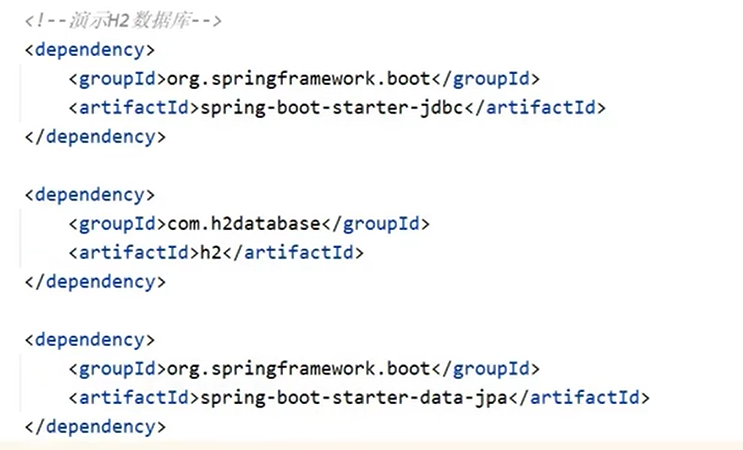 <!--演示H2数据库-->
<dependency>
    <groupId>org.springframework.boot</groupId>
    <artifactId>spring-boot-starter-jdbc</artifactId>
</dependency>

<dependency>
    <groupId>com.h2database</groupId>
    <artifactId>h2</artifactId>
</dependency>

<dependency>
    <groupId>org.springframework.boot</groupId>
    <artifactId>spring-boot-starter-data-jpa</artifactId>
</dependency>